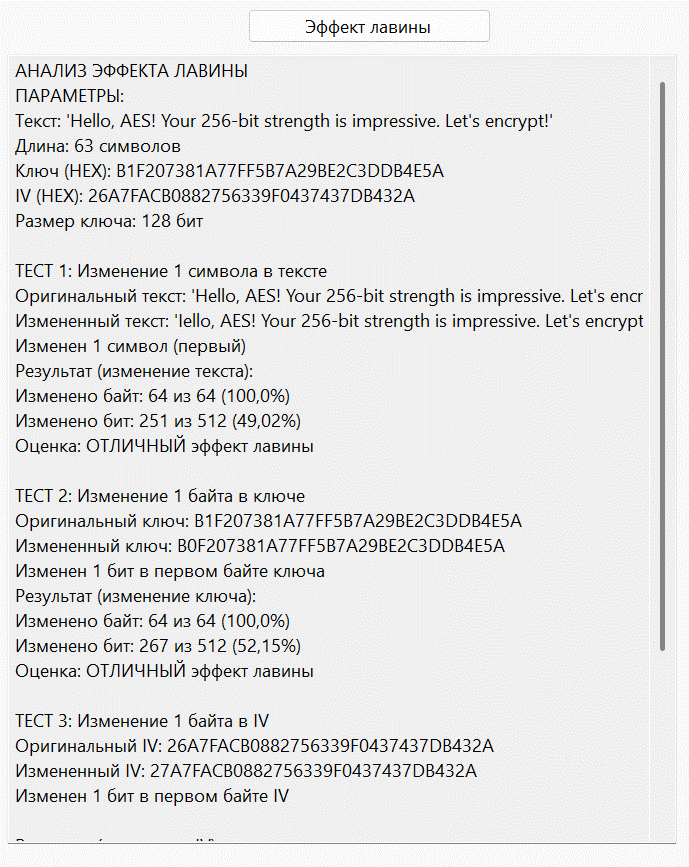 Эффект лавины
АНАЛИЗ ЭФФЕКТА ЛАВИНЫ
ПАРАМЕТРЫ:
Текст: 'Hello, AES! Your 256-bit strength is impressive. Let's encrypt!'
Длина: 63 символов
Ключ (HEX): B1F207381A77FF5B7A29BE2C3DDB4E5A
IV (HEX): 26A7FACB0882756339F0437437DB432A
Размер ключа: 128 бит
ТЕСТ 1: Изменение 1 символа в тексте
Оригинальный текст: 'Hello, AES! Your 256-bit strength is impressive. Let's encr
Измененный текст: 'Iello, AES! Your 256-bit strength is impressive. Let's encrypt
Изменен 1 символ (первый)
Результат (изменение текста):
Изменено байт: 64 из 64 (100,0%)
Изменено бит: 251 из 512 (49,02%)
Оценка: ОТЛИЧНЫЙ эффект лавины
ТЕСТ 2: Изменение 1 байта в ключе
Оригинальный ключ: B1F207381A77FF5B7A29BE2C3DDB4E5A
Измененный ключ: B0F207381A77FF5B7A29BE2C3DDB4E5A
Изменен 1 бит в первом байте ключа
Результат (изменение ключа):
Изменено байт: 64 из 64 (100,0%)
Изменено бит: 267 из 512 (52,15%)
Оценка: ОТЛИЧНЫЙ эффект лавины
ТЕСТ 3: Изменение 1 байта в IV
Оригинальный IV: 26A7FACB0882756339F0437437DB432A
Измененный IV: 27A7FACB0882756339F0437437DB432A
Изменен 1 бит в первом байте IV